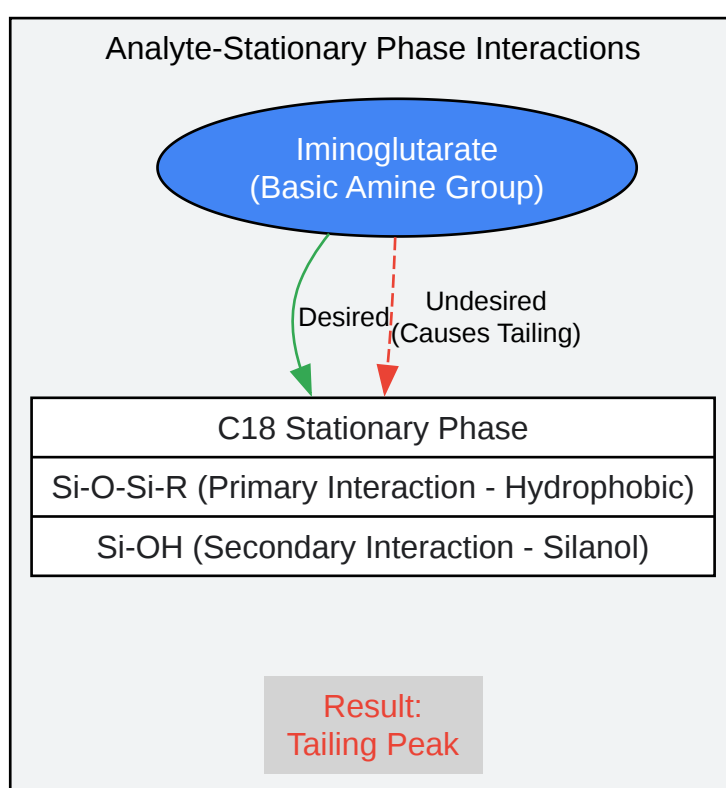 Analyte-Stationary Phase Interactions
Iminoglutarate
(Basic Amine Group)
Desired
Undesired
(Causes Tailing)
C18 Stationary Phase
Si-O-Si-R (Primary Interaction - Hydrophobic)
Si-OH (Secondary Interaction - Silanol)
Result:
Tailing Peak